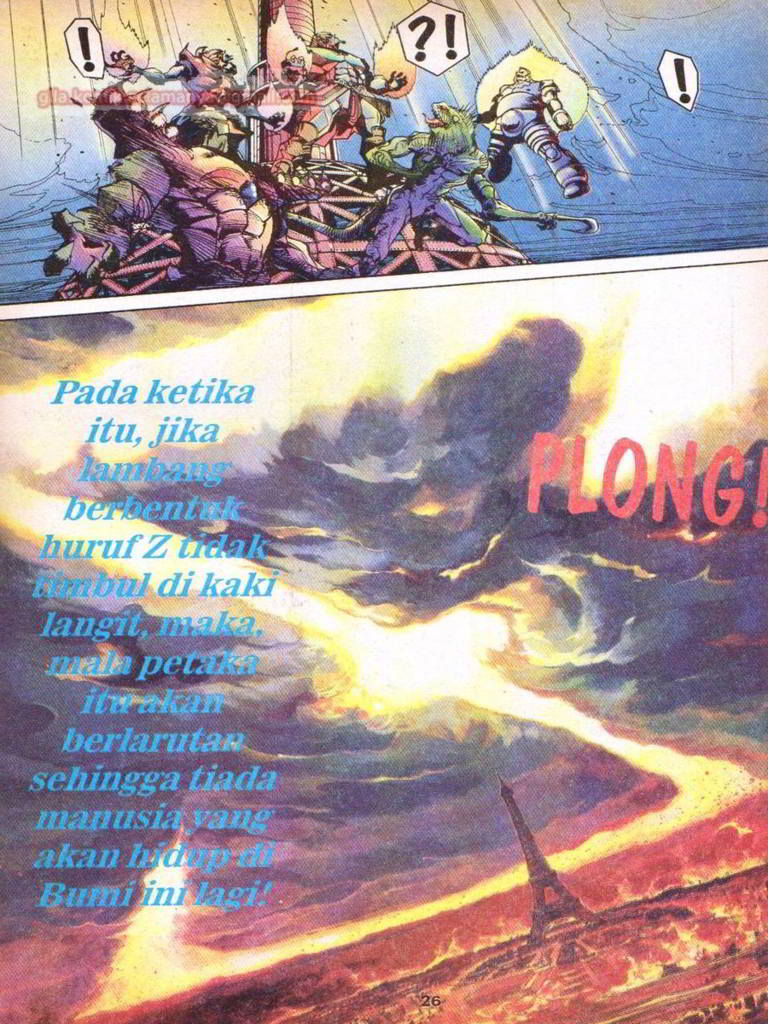 !
?!
!
Pada ketika
itu, jika
lambang
berbentuk
huruf Z tidak
timbul di kaki
langit, maka,
mala petaka
itu akan
berlarutan
sehingga tiada
manusia yang
akan hidup di
Bumi ini lagi!
PLONG!
26